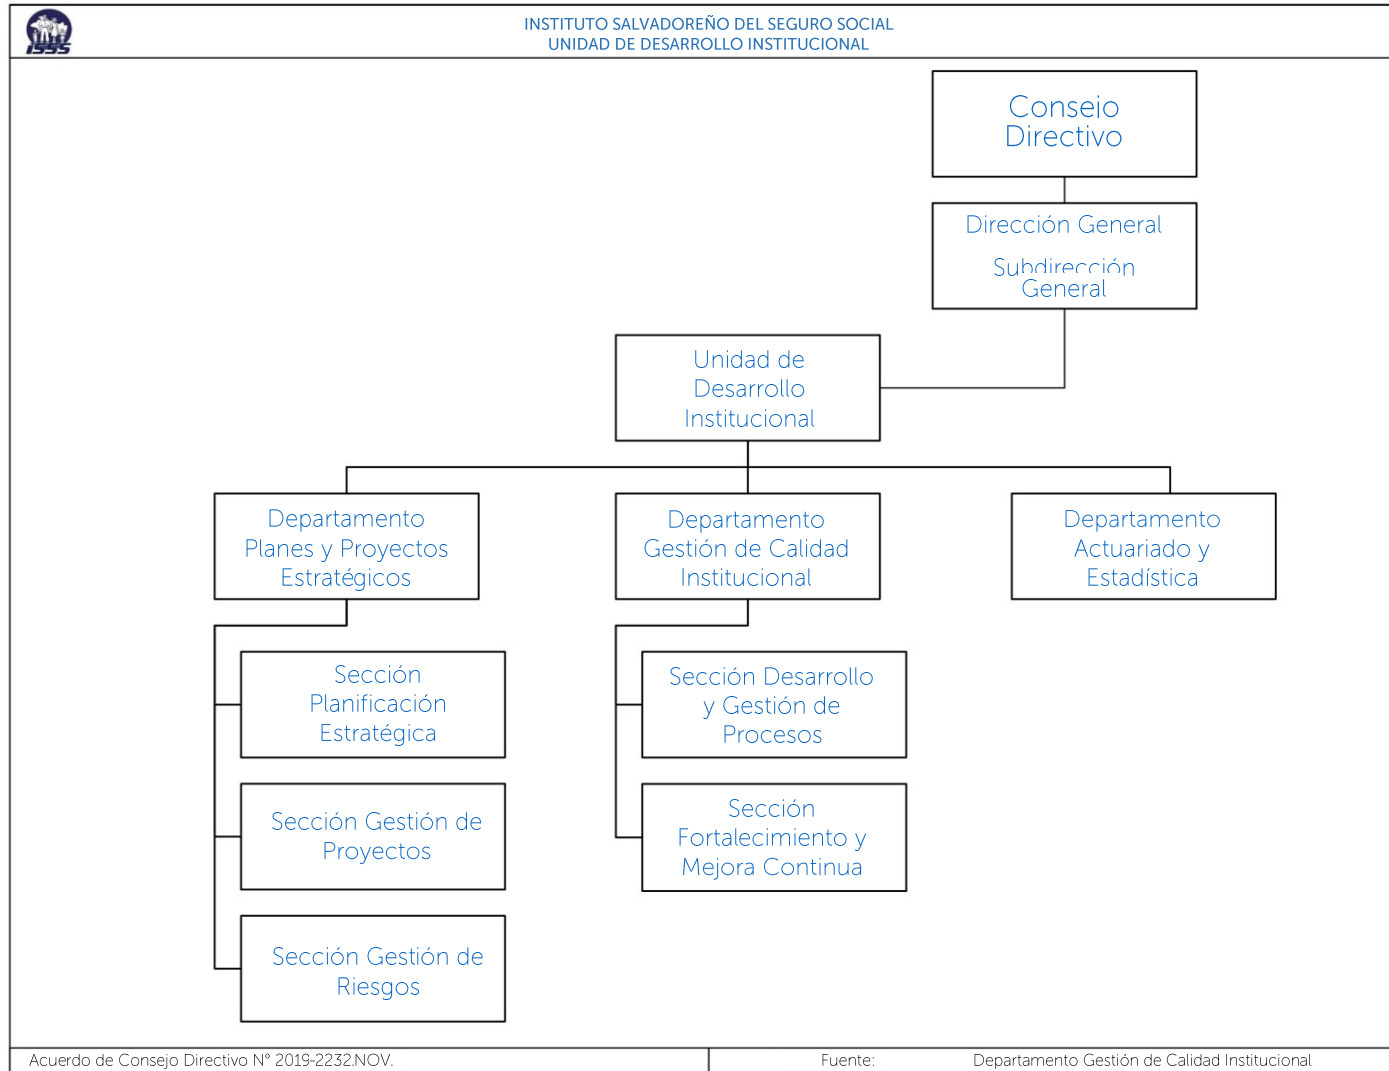 ISSS
INSTITUTO SALVADOREÑO DEL SEGURO SOCIAL
UNIDAD DE DESARROLLO INSTITUCIONAL
Consejo
Directivo
Dirección General
Subdirección
General
Unidad de
Desarrollo
Institucional
Departamento
Planes y Proyectos
Estratégicos
Departamento
Gestión de Calidad
Institucional
Departamento
Actuariado y
Estadística
Sección
Planificación
Estratégica
Sección Gestión de
Proyectos
Sección Gestión de
Riesgos
Sección Desarrollo
y Gestión de
Procesos
Sección
Fortalecimiento y
Mejora Continua
Acuerdo de Consejo Directivo N° 2019-2232.NOV.
Fuente: Departamento Gestión de Calidad Institucional